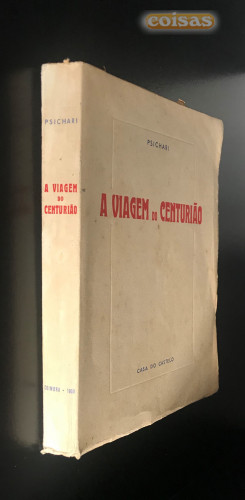 coisas
PSICHARI
A VIAGEM
DO
CENTURIÃO
PSICHARI
A VIAGEM DO CENTURIÃO
CASA DO CASTELO